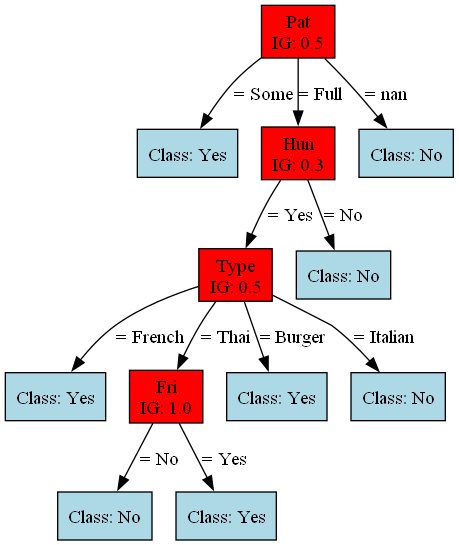 Pat
IG: 0.5
= Some
= Full
= nan
Class: Yes
Hun
IG: 0.3
Class: No
= Yes
= No
Type
IG: 0.5
Class: No
= French
= Thai
= Burger
= Italian
Class: Yes
Fri
IG: 1.0
Class: Yes
Class: No
= No
= Yes
Class: No
Class: Yes